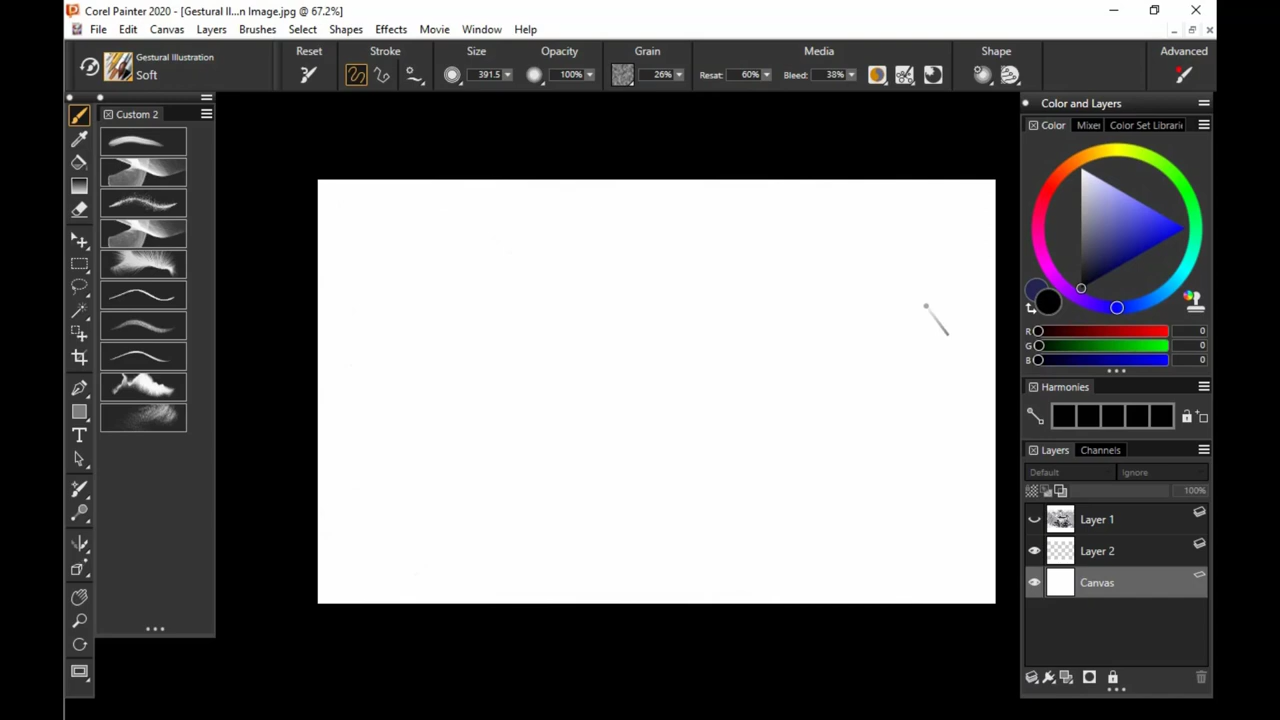 Corel Painter 2020 - [Gestural Il...n Image.jpg @ 67.2%]
File Edit Canvas Layers Brushes Select Shapes Effects Movie Window Help
Gestural Illustration
Soft
Reset
Stroke
Size
391.5
Opacity
100%
Grain
26%
Media
Resat: 60% Bleed: 38%
Shape
Advanced
Custom 2
Color and Layers
Color Mixer Color Set Librari
R 0
G 0
B 0
Harmonies
Layers Channels
Default Ignore
100%
Layer 1
Layer 2
Canvas